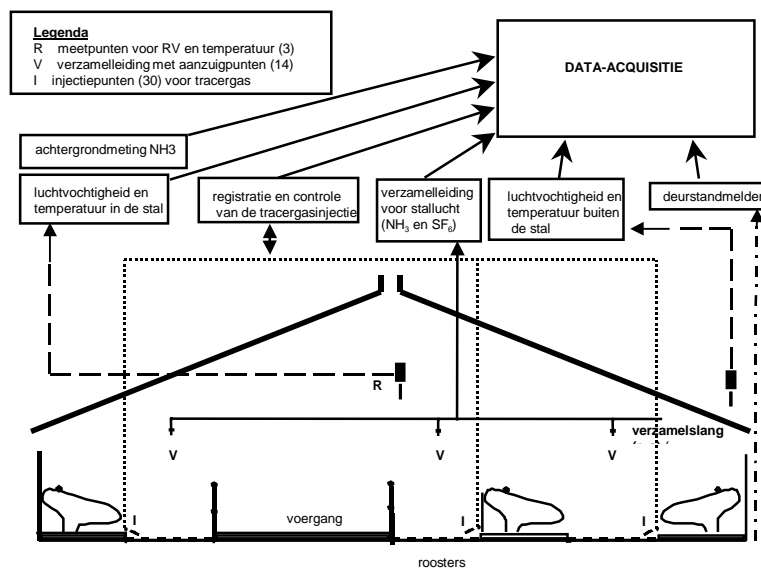 Legenda
R meetpunten voor RV en temperatuur (3)
V verzamelleiding met aanzuigpunten (14)
I injectiepunten (30) voor tracergas
DATA-ACQUISITIE
achtergrondmeting NH3
luchtvochtigheid en
temperatuur in de stal
registratie en controle
van de tracergasinjectie
verzamelleiding
voor stallucht
(NH3 en SF6)
luchtvochtigheid en
temperatuur buiten
de stal
deurstandmelder
R
verzamelslang
V
V
V
I
voergang
I
I
roosters